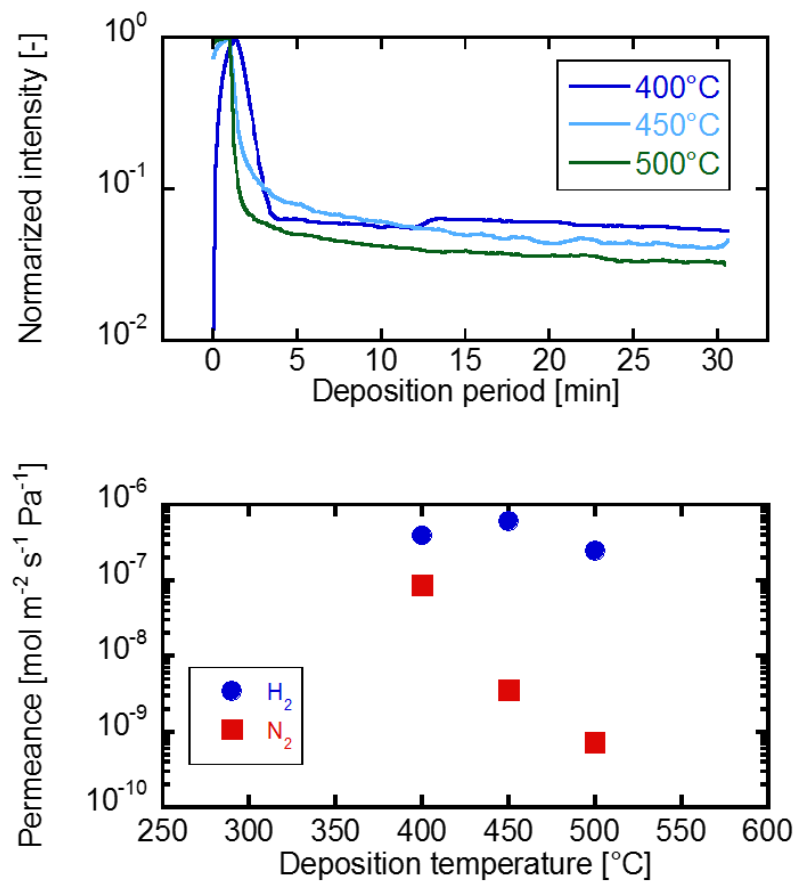 Normarized intensity [-]
10⁰
10⁻¹
10⁻²
400°C
450°C
500°C
0 5 10 15 20 25 30
Deposition period [min]
Permeance [mol m⁻² s⁻¹ Pa⁻¹]
10⁻⁶
10⁻⁷
10⁻⁸
10⁻⁹
10⁻¹⁰
H₂
N₂
250 300 350 400 450 500 550 600
Deposition temperature [°C]